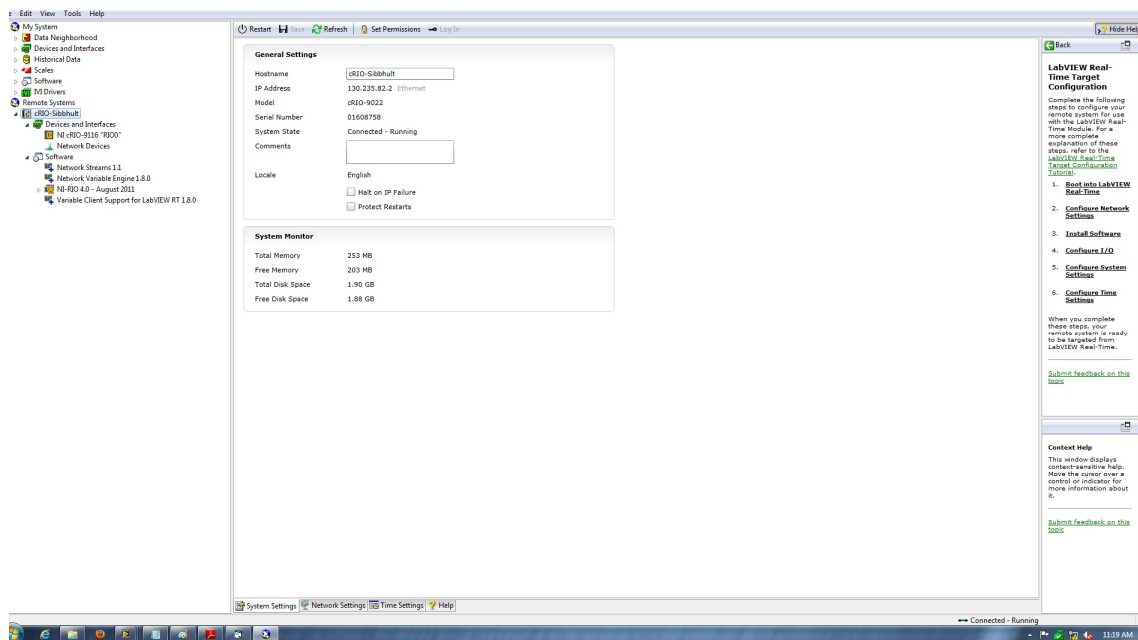 Edit View Tools Help
My System
Data Neighborhood
Devices and Interfaces
Historical Data
Scales
Software
IVI Drivers
Remote Systems
cRIO-Sibbhult
Devices and Interfaces
NI cRIO-9116 "RIO0"
Network Devices
Software
Network Streams 1.1
Network Variable Engine 1.8.0
NI-RIO 4.0 - August 2011
Variable Client Support for LabVIEW RT 1.8.0
Restart Save Refresh Set Permissions Log In
General Settings
Hostname cRIO-Sibbhult
IP Address 130.235.82.2 Ethernet
Model cRIO-9022
Serial Number 01608758
System State Connected - Running
Comments
Locale English
Halt on IP Failure
Protect Restarts
System Monitor
Total Memory 253 MB
Free Memory 203 MB
Total Disk Space 1.90 GB
Free Disk Space 1.88 GB
System Settings Network Settings Time Settings Help
Hide Hel
Back
LabVIEW Real-
Time Target
Configuration
Complete the following
steps to configure your
remote system for use
with the LabVIEW Real-
Time Module. For a
more complete
explanation of these
steps, refer to the
LabVIEW Real-Time
Target Configuration
Tutorial.
1. Boot into LabVIEW
Real-Time
2. Configure Network
Settings
3. Install Software
4. Configure I/O
5. Configure System
Settings
6. Configure Time
Settings
When you complete
these steps, your
remote system is ready
to be targeted from
LabVIEW Real-Time.
Submit feedback on this
topic
Context Help
This window displays
context-sensitive help.
Move the cursor over a
control or indicator for
more information about
it.
Submit feedback on this
topic
Connected - Running
11:19 AM